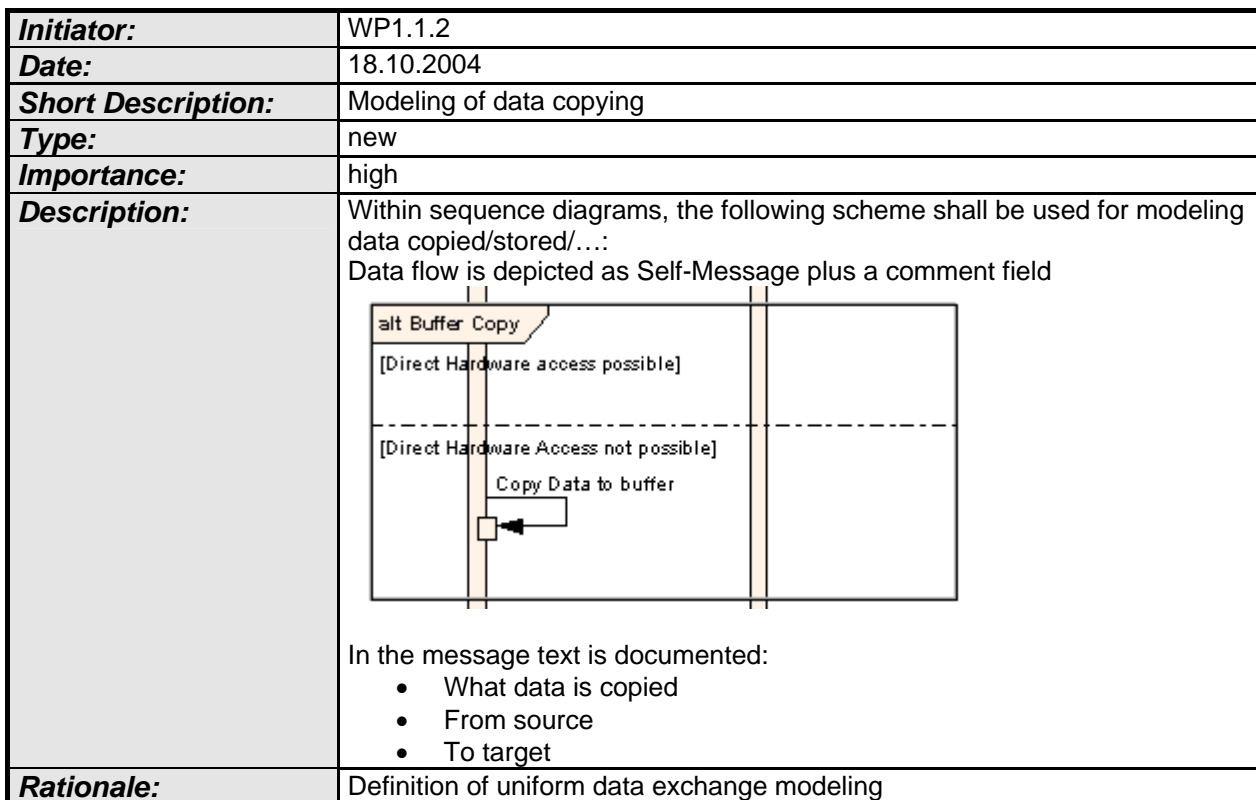 Initiator: WP1.1.2
Date: 18.10.2004
Short Description: Modeling of data copying
Type: new
Importance: high
Description: Within sequence diagrams, the following scheme shall be used for modeling
data copied/stored/…:
Data flow is depicted as Self-Message plus a comment field
alt Buffer Copy
[Direct Hardware access possible]
[Direct Hardware Access not possible]
Copy Data to buffer
In the message text is documented:
• What data is copied
• From source
• To target
Rationale: Definition of uniform data exchange modeling